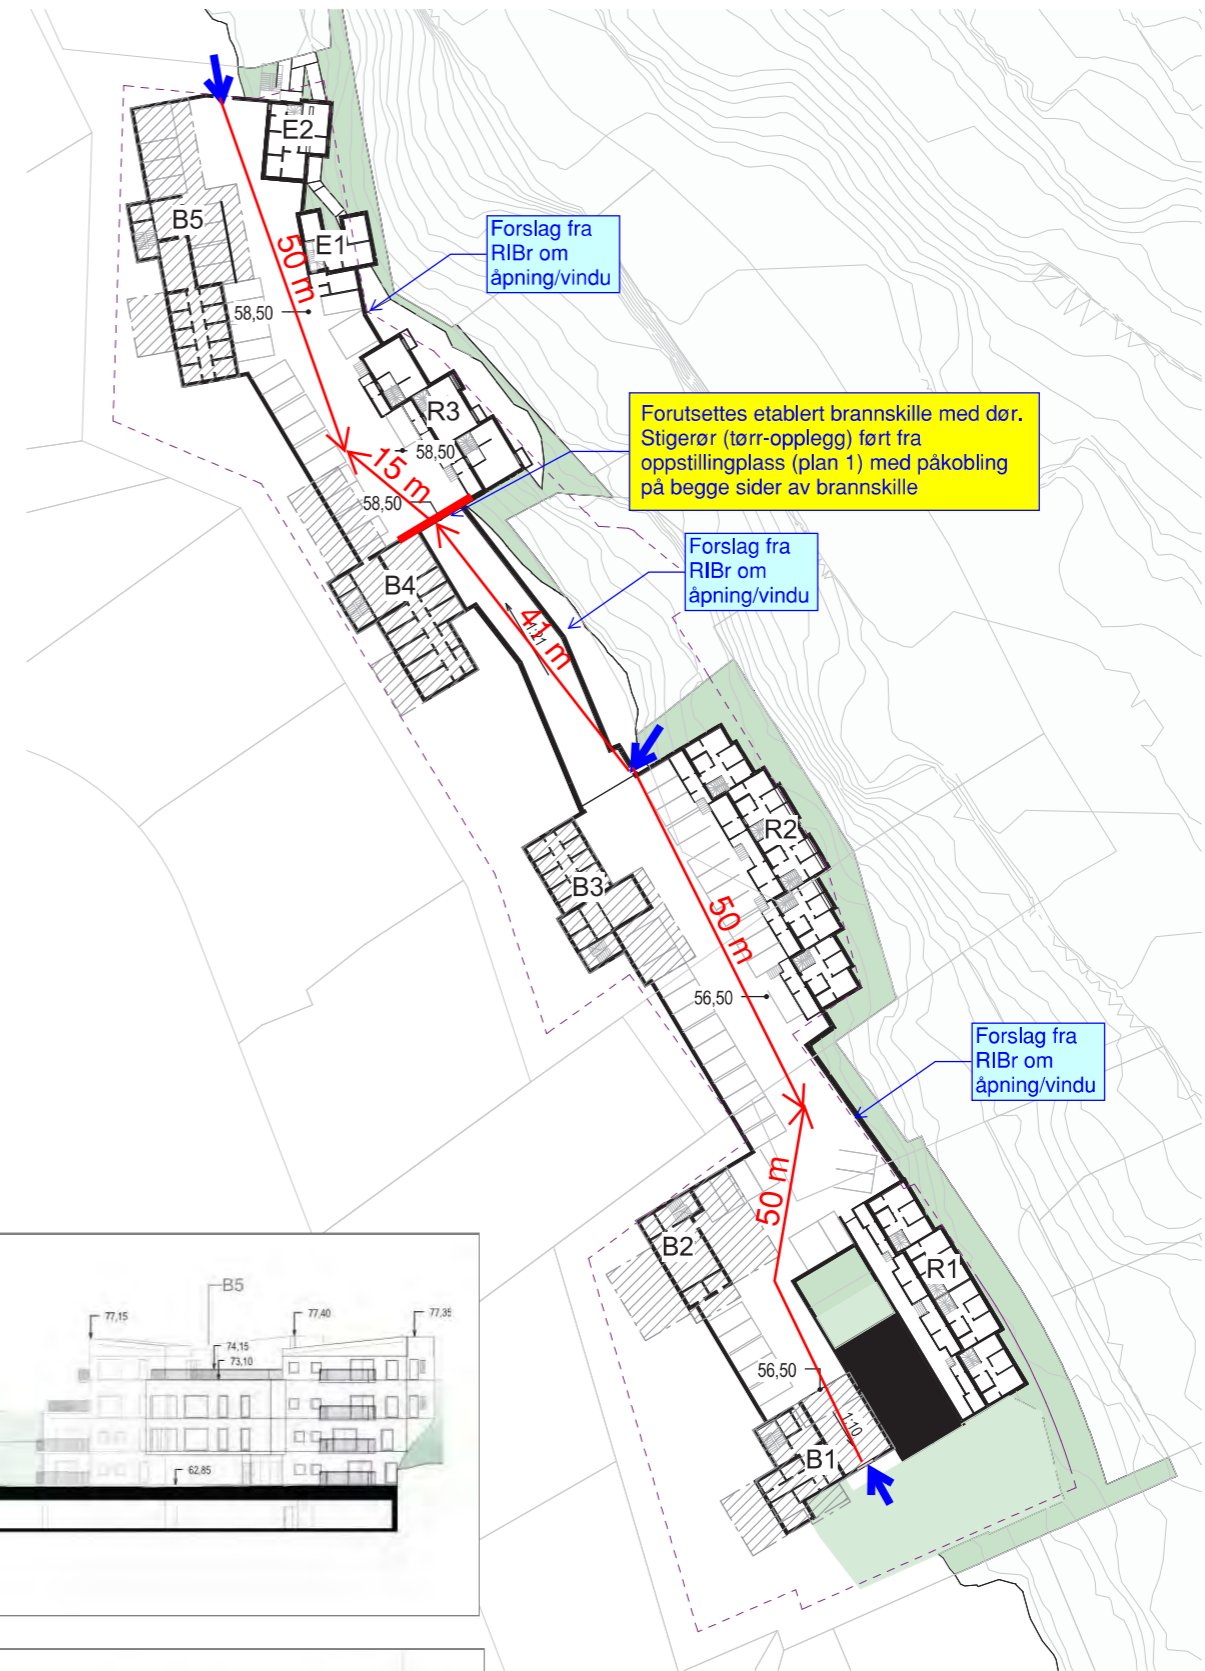 E2
B5
E1
50 m
Forslag fra
RIBr om
åpning/vindu
58,50
R3
Forutsettes etablert brannskille med dør.
Stigerør (tørr-opplegg) ført fra
oppstillingplass (plan 1) med påkobling
på begge sider av brannskille
58,50
15 m
58,50
Forslag fra
RIBr om
åpning/vindu
B4
41 m
1:21
R2
B3
50 m
56,50
Forslag fra
RIBr om
åpning/vindu
50 m
B2
R1
56,50
1:10
B1
B5
77,15
77,40
77,35
74,15
73,10
62,85